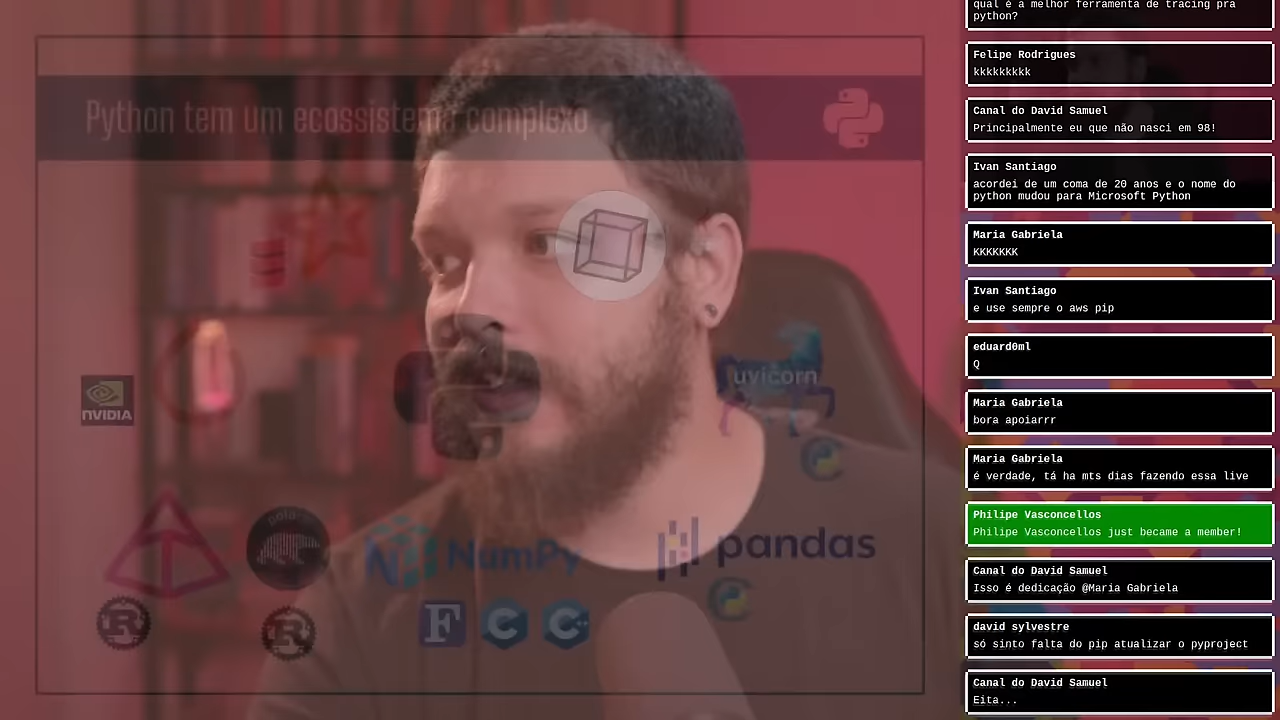 Python tem um ecossistema complexo
NVIDIA
uvicorn
polars
NumPy
pandas
R
R
F
C
C++
qual é a melhor ferramenta de tracing pra
python?
Felipe Rodrigues
kkkkkkkkk
Canal do David Samuel
Principalmente eu que não nasci em 98!
Ivan Santiago
acordei de um coma de 20 anos e o nome do
python mudou para Microsoft Python
Maria Gabriela
KKKKKKK
Ivan Santiago
e use sempre o aws pip
eduard0ml
Q
Maria Gabriela
bora apoiarrr
Maria Gabriela
é verdade, tá ha mts dias fazendo essa live
Philipe Vasconcellos
Philipe Vasconcellos just became a member!
Canal do David Samuel
Isso é dedicação @Maria Gabriela
david sylvestre
só sinto falta do pip atualizar o pyproject
Canal do David Samuel
Eita...